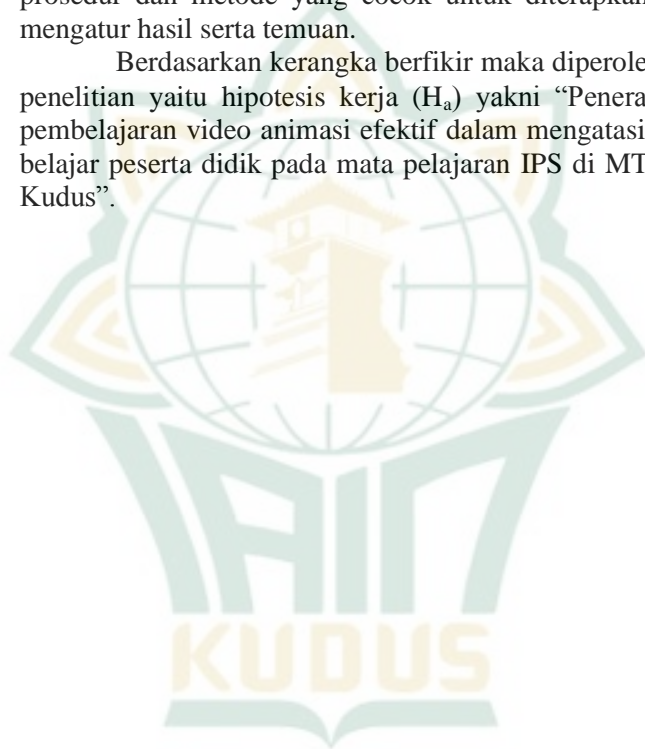 prosedur dan metode yang cocok untuk diterapkan
mengatur hasil serta temuan.
Berdasarkan kerangka berfikir maka diperole
penelitian yaitu hipotesis kerja (Hₐ) yakni “Penera
pembelajaran video animasi efektif dalam mengatasi
belajar peserta didik pada mata pelajaran IPS di MT
Kudus”.
IAIN
KUDUS